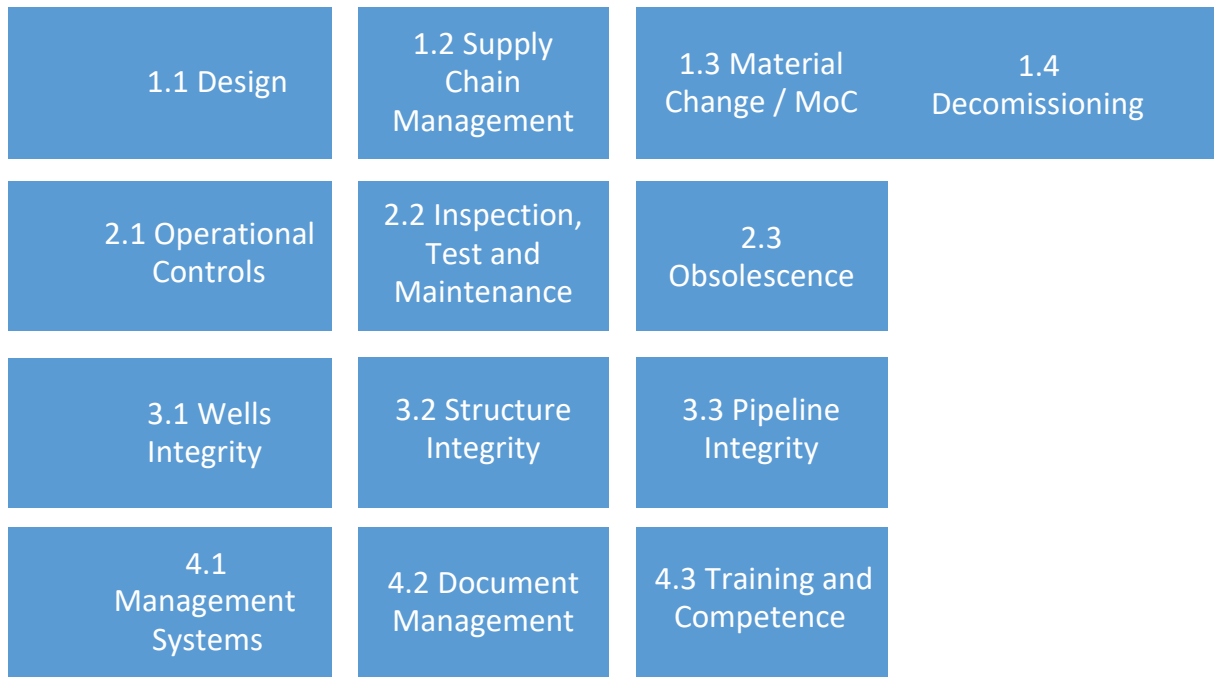 1.1 Design
1.2 Supply
Chain
Management
1.3 Material
Change / MoC
1.4
Decomissioning
2.1 Operational
Controls
2.2 Inspection,
Test and
Maintenance
2.3
Obsolescence
3.1 Wells
Integrity
3.2 Structure
Integrity
3.3 Pipeline
Integrity
4.1
Management
Systems
4.2 Document
Management
4.3 Training and
Competence